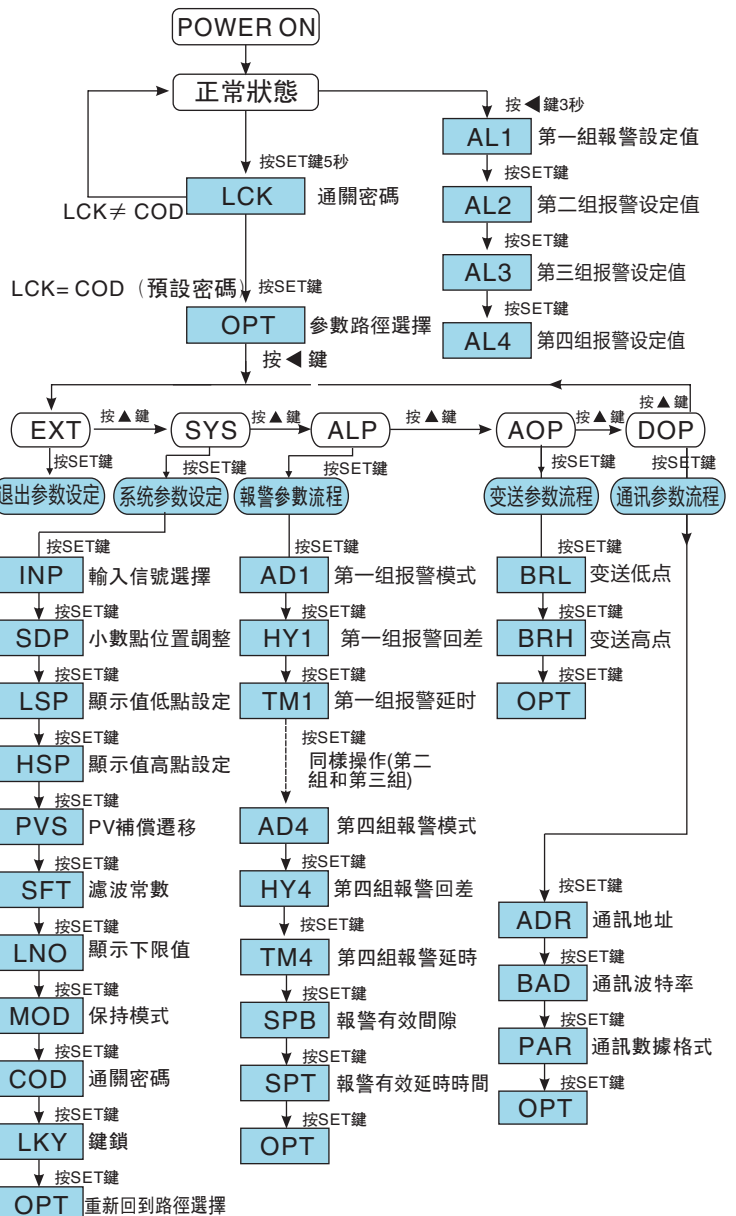 POWER ON
正常狀態
按◀鍵3秒
AL1 第一組報警設定值
按SET鍵
AL2 第二组报警设定值
按SET鍵
AL3 第三组报警设定值
按SET鍵
AL4 第四组报警设定值
按SET鍵5秒
LCK 通關密碼
LCK≠ COD
LCK= COD（預設密碼）
按SET鍵
OPT 參數路徑選擇
按◀ 鍵
EXT 按▲鍵 SYS 按▲鍵 ALP 按▲鍵 AOP 按▲鍵 DOP 按▲鍵
按SET鍵 按SET鍵 按SET鍵 按SET鍵 按SET鍵
退出参数设定 系统参数设定 報警參數流程 变送参数流程 通讯参数流程
按SET鍵
INP 輸入信號選擇
按SET鍵
SDP 小數點位置調整
按SET鍵
LSP 顯示值低點設定
按SET鍵
HSP 顯示值高點設定
按SET鍵
PVS PV補償遷移
按SET鍵
SFT 濾波常數
按SET鍵
LNO 顯示下限值
按SET鍵
MOD 保持模式
按SET鍵
COD 通關密碼
按SET鍵
LKY 鍵鎖
按SET鍵
OPT 重新回到路徑選擇
按SET鍵
AD1 第一组报警模式
按SET鍵
HY1 第一组报警回差
按SET鍵
TM1 第一组报警延时
按SET鍵
同樣操作(第二
組和第三組)
AD4 第四組報警模式
按SET鍵
HY4 第四組報警回差
按SET鍵
TM4 第四組報警延時
按SET鍵
SPB 報警有效間隙
按SET鍵
SPT 報警有效延時時間
按SET鍵
OPT
按SET鍵
BRL 变送低点
按SET鍵
BRH 变送高点
按SET鍵
OPT
按SET鍵
ADR 通訊地址
按SET鍵
BAD 通訊波特率
按SET鍵
PAR 通訊數據格式
按SET鍵
OPT